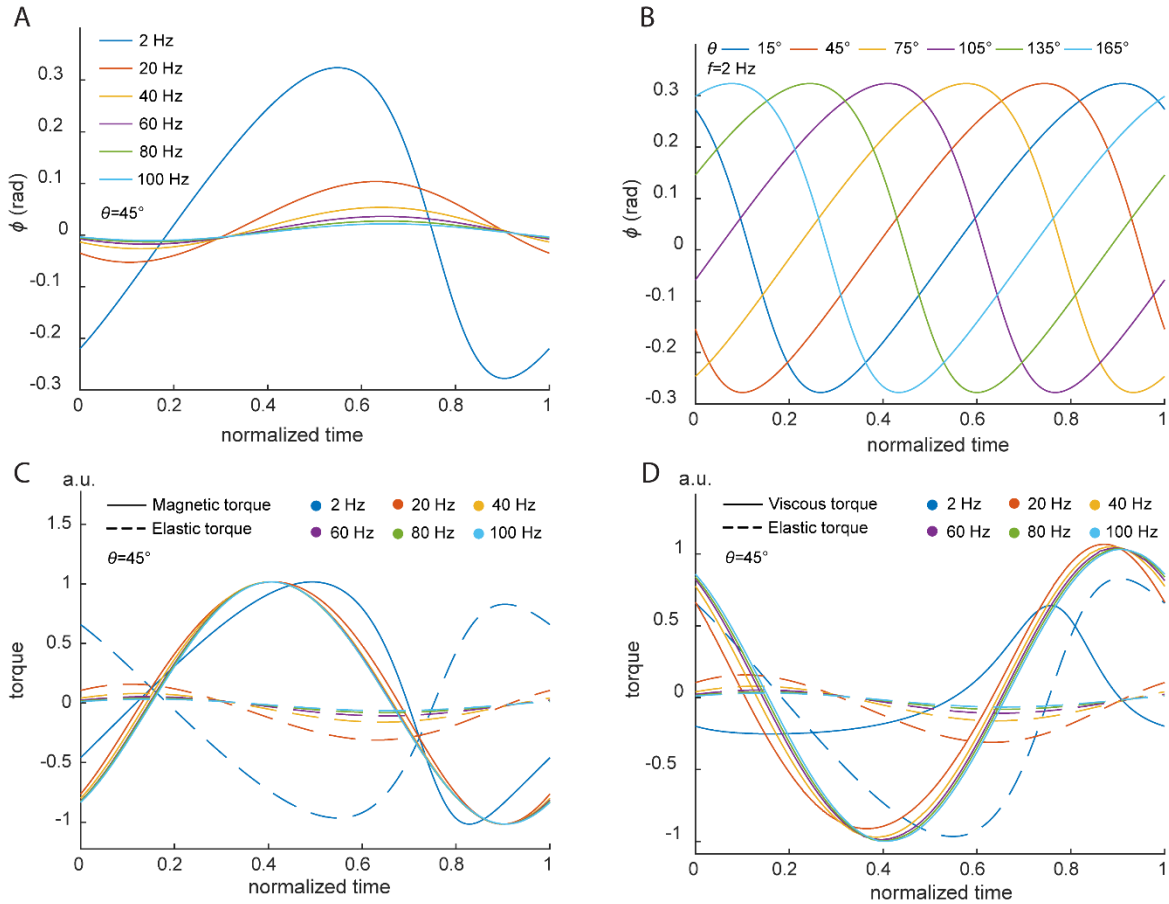 A
2 Hz
20 Hz
40 Hz
60 Hz
80 Hz
100 Hz
θ=45°
0.3
0.2
0.1
0
-0.1
-0.2
-0.3
ϕ (rad)
0 0.2 0.4 0.6 0.8 1
normalized time
B
θ 15° 45° 75° 105° 135° 165°
f=2 Hz
0.3
0.2
0.1
0
-0.1
-0.2
-0.3
ϕ (rad)
0 0.2 0.4 0.6 0.8 1
normalized time
C
a.u.
Magnetic torque 2 Hz 20 Hz 40 Hz
Elastic torque 60 Hz 80 Hz 100 Hz
θ=45°
1.5
1
0.5
0
-0.5
-1
torque
0 0.2 0.4 0.6 0.8 1
normalized time
D
a.u.
Viscous torque 2 Hz 20 Hz 40 Hz
Elastic torque 60 Hz 80 Hz 100 Hz
θ=45°
1
0.5
0
-0.5
-1
torque
0 0.2 0.4 0.6 0.8 1
normalized time